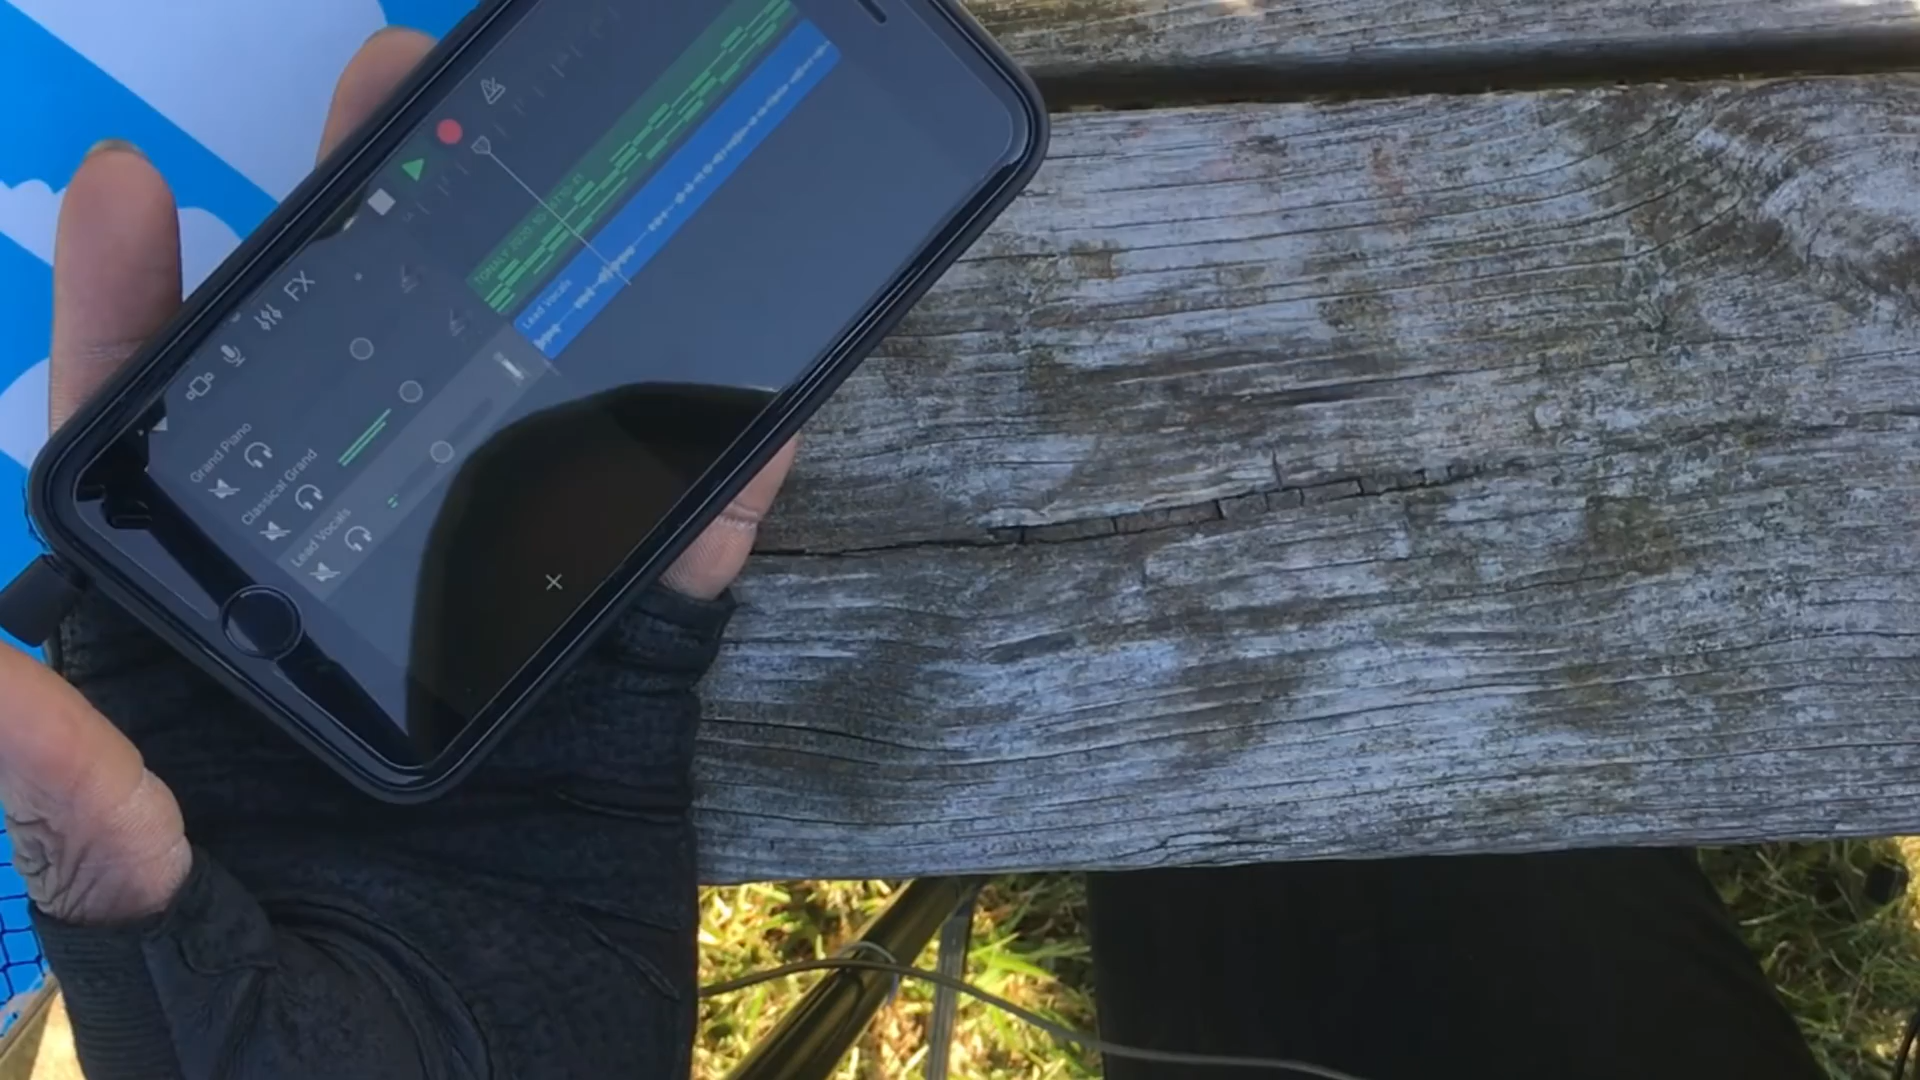 FX
Grand Piano
Classical Grand
Lead Vocals
Lead Vocals